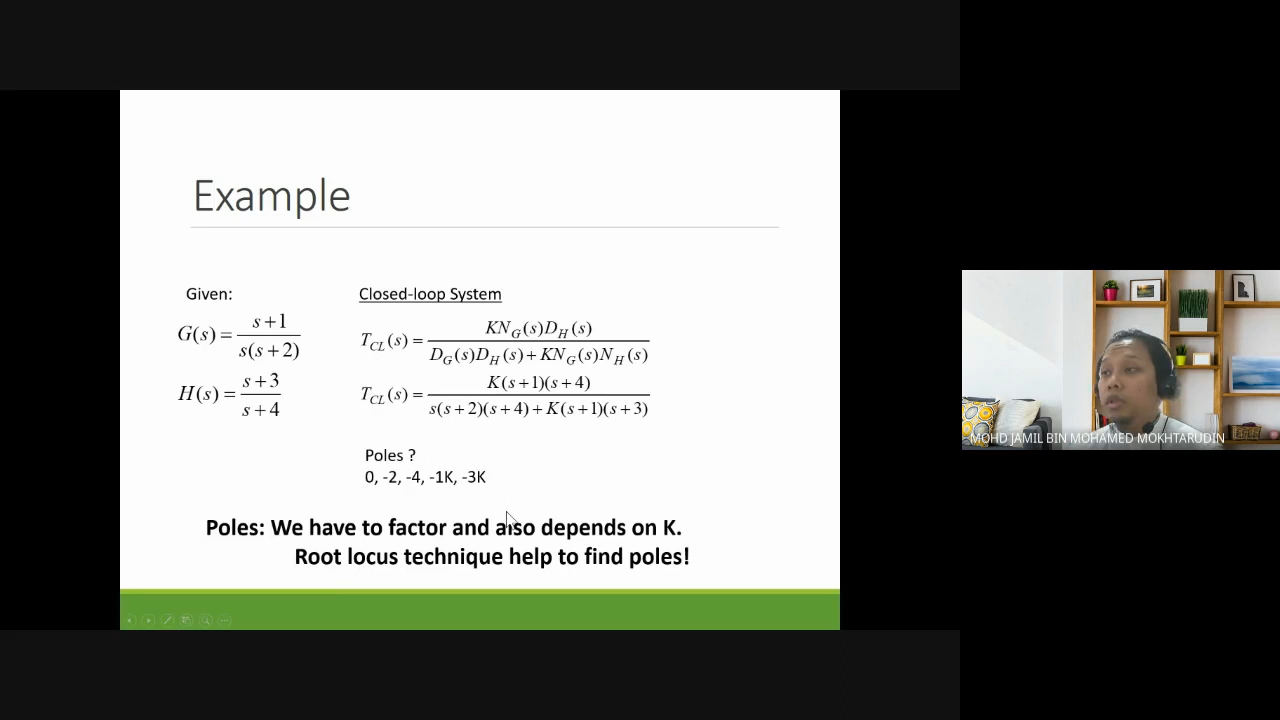 Example
Given:
G(s) = (s+1)/(s(s+2))
H(s) = (s+3)/(s+4)
Closed-loop System
T_CL(s) = KN_G(s)D_H(s)/(D_G(s)D_H(s)+KN_G(s)N_H(s))
T_CL(s) = K(s+1)(s+4)/(s(s+2)(s+4)+K(s+1)(s+3))
Poles ?
0, -2, -4, -1K, -3K
Poles: We have to factor and also depends on K.
Root locus technique help to find poles!
MOHD JAMIL BIN MOHAMED MOKHTARUDIN